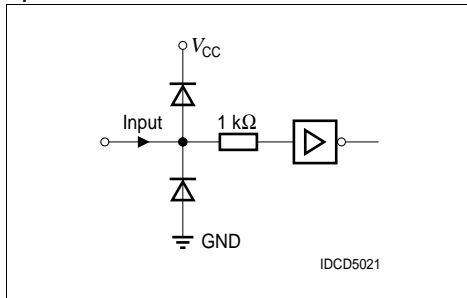 VCC
Input
1 kΩ
GND
IDCD5021